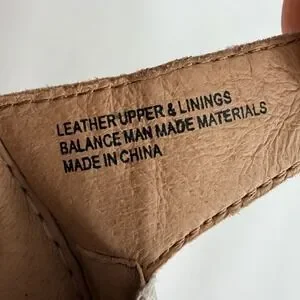 LEATHER UPPER & LININGS
BALANCE MAN MADE MATERIALS
MADE IN CHINA